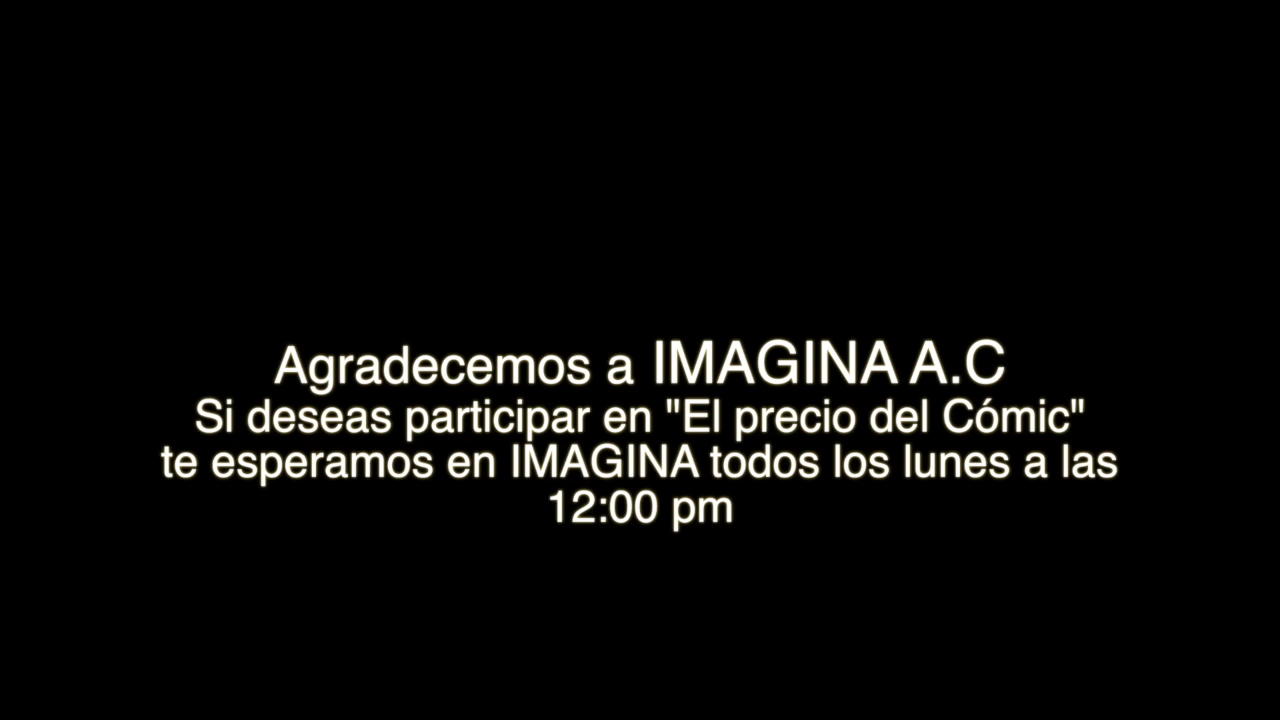 Agradecemos a IMAGINA A.C
Si deseas participar en "El precio del Cómic"
te esperamos en IMAGINA todos los lunes a las
12:00 pm